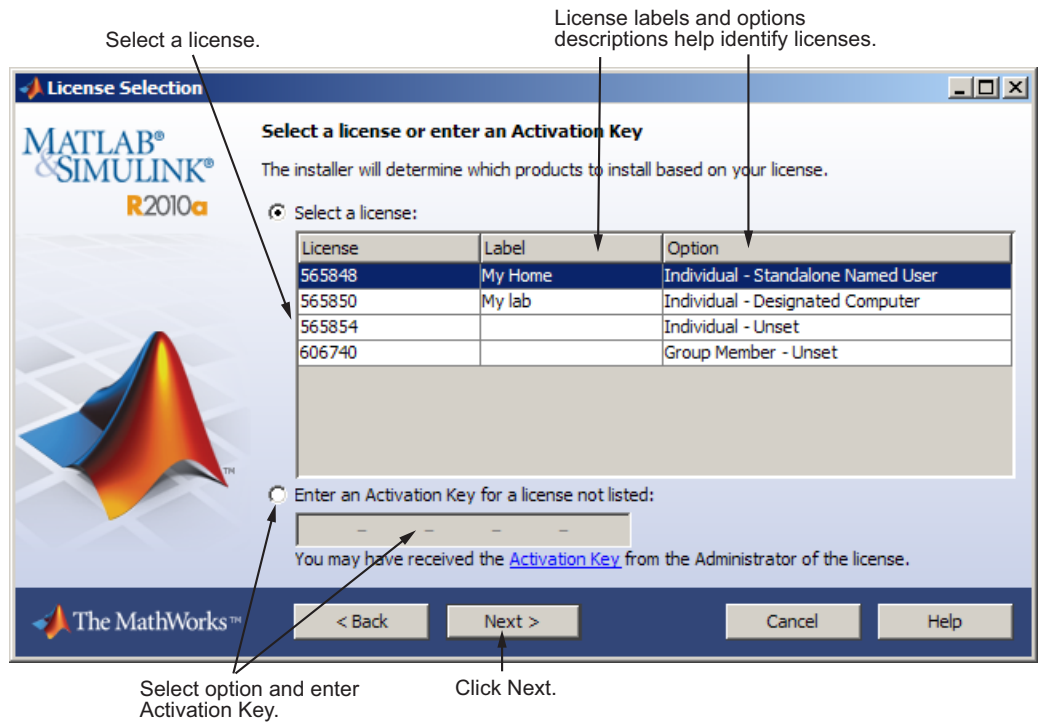 Select a license.
License labels and options
descriptions help identify licenses.
License Selection
MATLAB®
&SIMULINK®
R2010a
Select a license or enter an Activation Key
The installer will determine which products to install based on your license.
Select a license:
License Label Option
565848 My Home Individual - Standalone Named User
565850 My lab Individual - Designated Computer
565854 Individual - Unset
606740 Group Member - Unset
TM
Enter an Activation Key for a license not listed:
– – – –
You may have received the Activation Key from the Administrator of the license.
The MathWorks™
< Back Next > Cancel Help
Select option and enter
Activation Key.
Click Next.